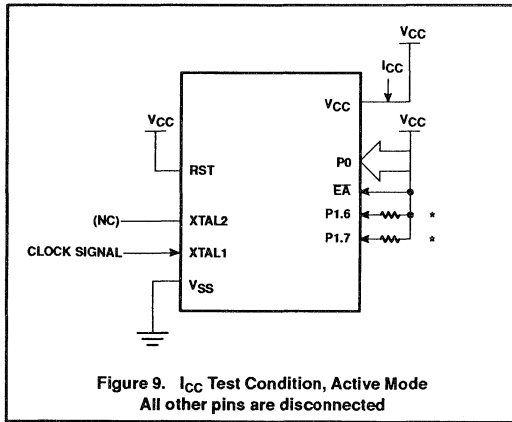 VCC
ICC
VCC
VCC
VCC
P0
RST
EA
(NC)
XTAL2
P1.6
*
P1.7
*
CLOCK SIGNAL
XTAL1
VSS
Figure 9. ICC Test Condition, Active Mode
All other pins are disconnected